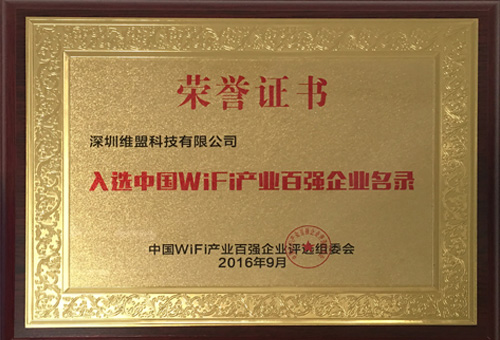 荣誉证书
深圳维盟科技有限公司
入选中国WiFi产业百强企业名录
中国WiFi产业百强企业评选组委会
2016年9月